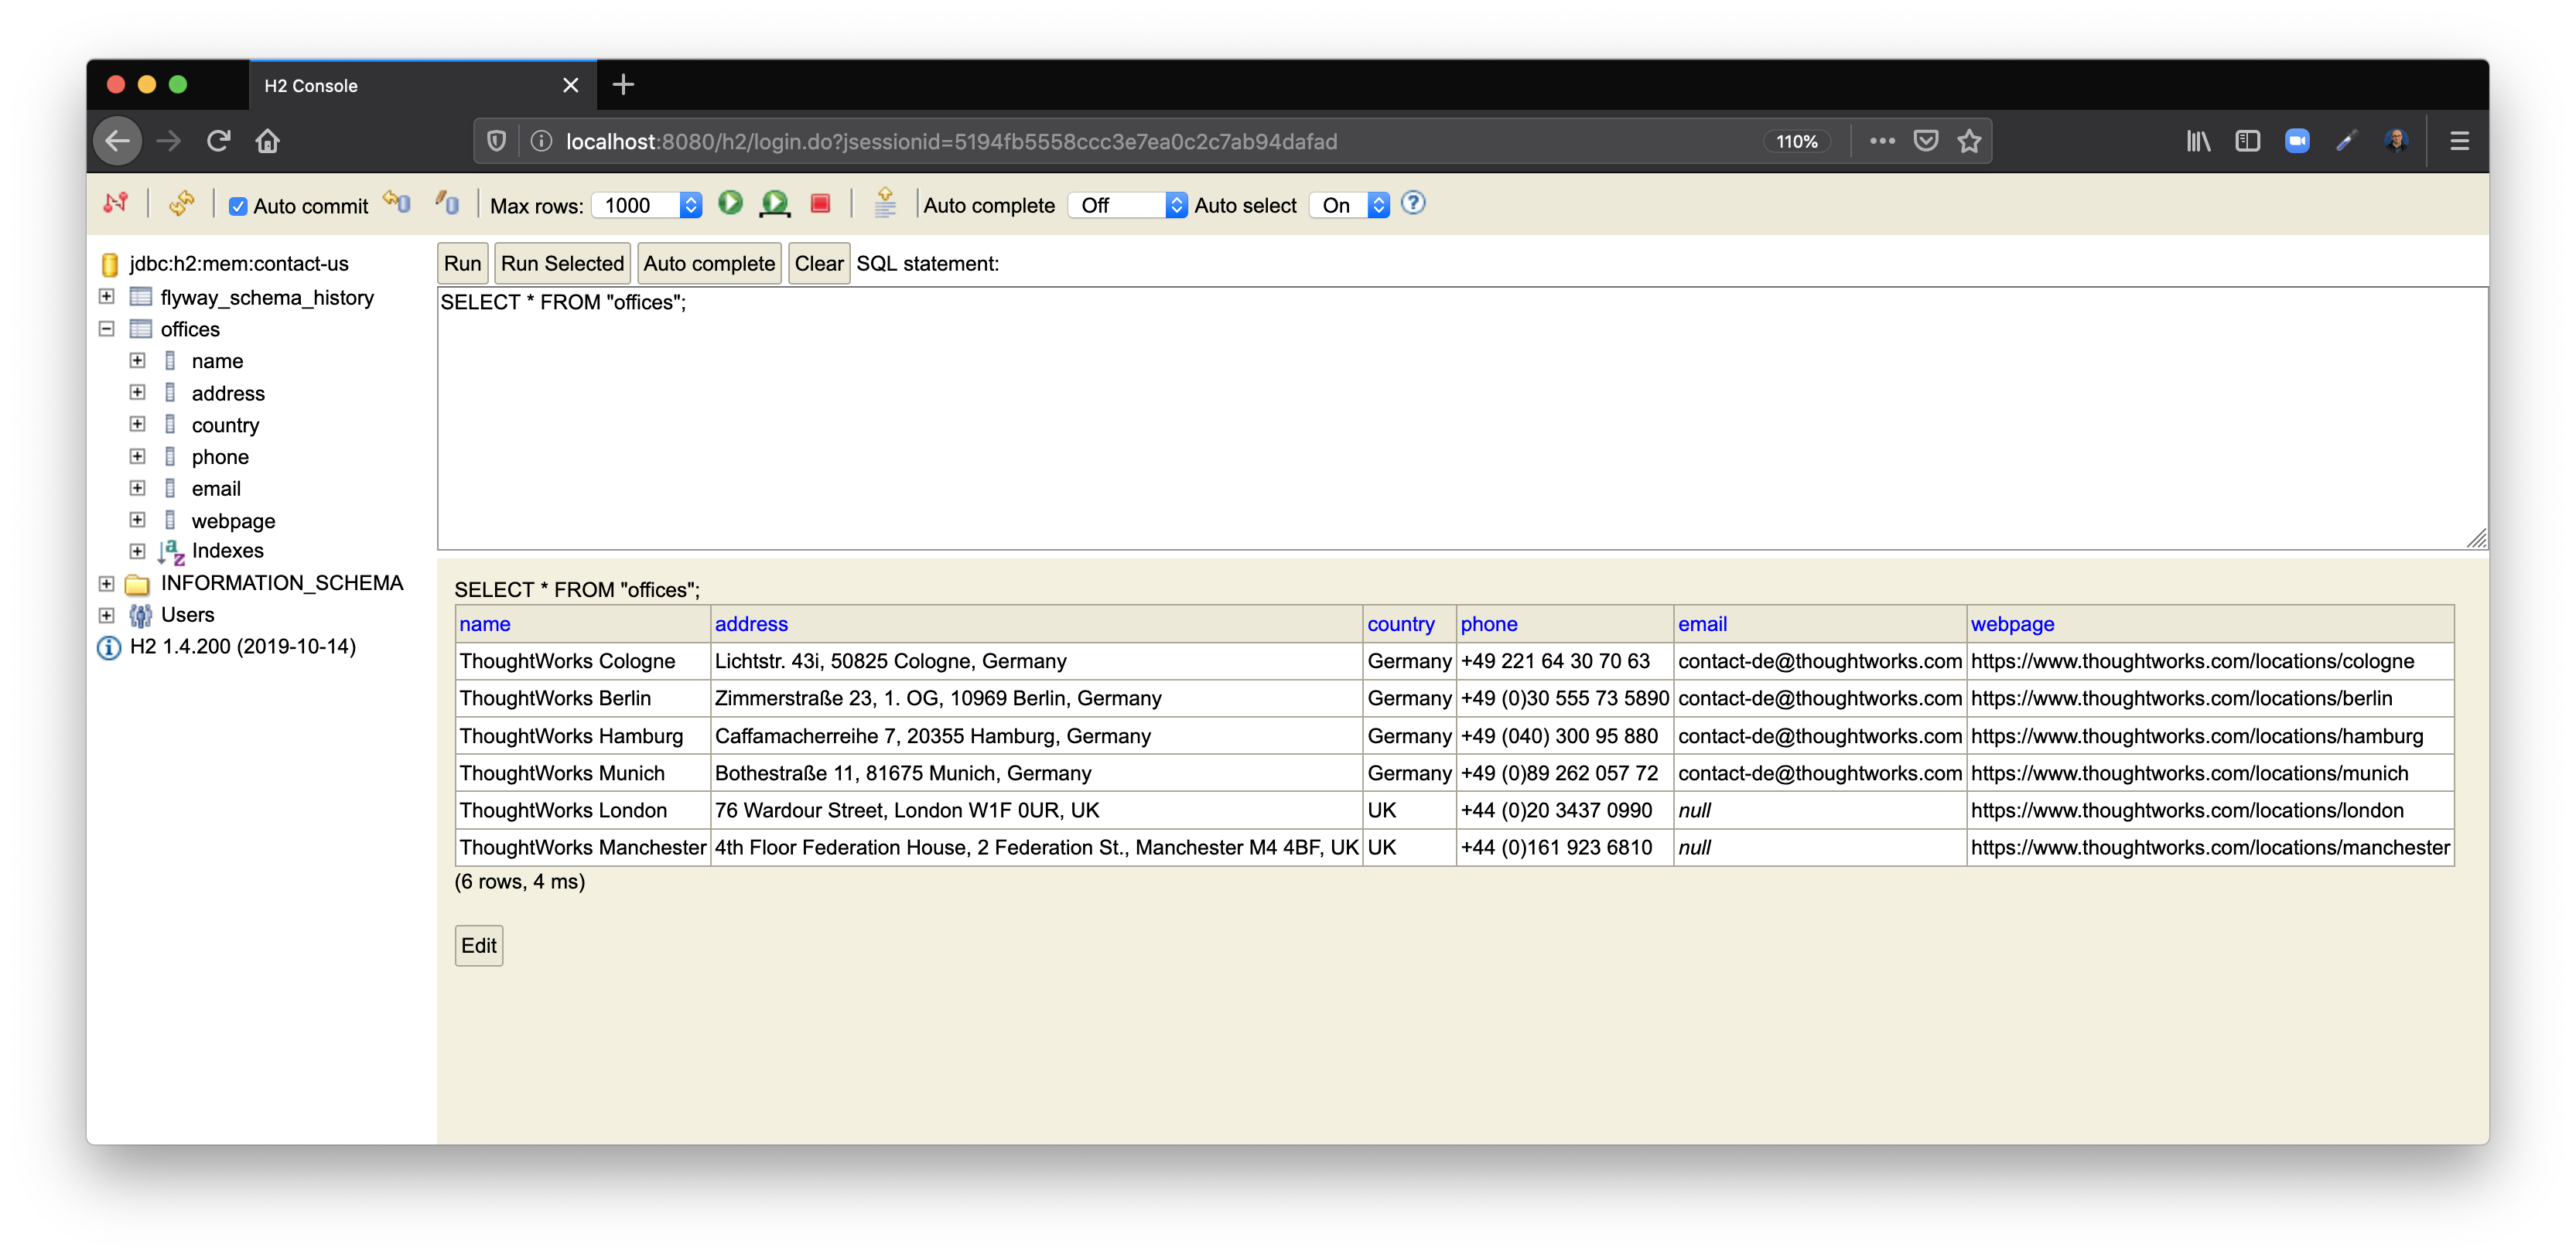 H2 Console
localhost:8080/h2/login.do?jsessionid=5194fb5558ccc3e7ea0c2c7ab94dafad 110%
Auto commit Max rows: 1000 Auto complete Off Auto select On
jdbc:h2:mem:contact-us
flyway_schema_history
offices
name
address
country
phone
email
webpage
Indexes
INFORMATION_SCHEMA
Users
H2 1.4.200 (2019-10-14)
Run Run Selected Auto complete Clear SQL statement:
SELECT * FROM "offices";
SELECT * FROM "offices";
name address country phone email webpage
ThoughtWorks Cologne Lichtstr. 43i, 50825 Cologne, Germany Germany +49 221 64 30 70 63 contact-de@thoughtworks.com https://www.thoughtworks.com/locations/cologne
ThoughtWorks Berlin Zimmerstraße 23, 1. OG, 10969 Berlin, Germany Germany +49 (0)30 555 73 5890 contact-de@thoughtworks.com https://www.thoughtworks.com/locations/berlin
ThoughtWorks Hamburg Caffamacherreihe 7, 20355 Hamburg, Germany Germany +49 (040) 300 95 880 contact-de@thoughtworks.com https://www.thoughtworks.com/locations/hamburg
ThoughtWorks Munich Bothestraße 11, 81675 Munich, Germany Germany +49 (0)89 262 057 72 contact-de@thoughtworks.com https://www.thoughtworks.com/locations/munich
ThoughtWorks London 76 Wardour Street, London W1F 0UR, UK UK +44 (0)20 3437 0990 null https://www.thoughtworks.com/locations/london
ThoughtWorks Manchester 4th Floor Federation House, 2 Federation St., Manchester M4 4BF, UK UK +44 (0)161 923 6810 null https://www.thoughtworks.com/locations/manchester
(6 rows, 4 ms)
Edit